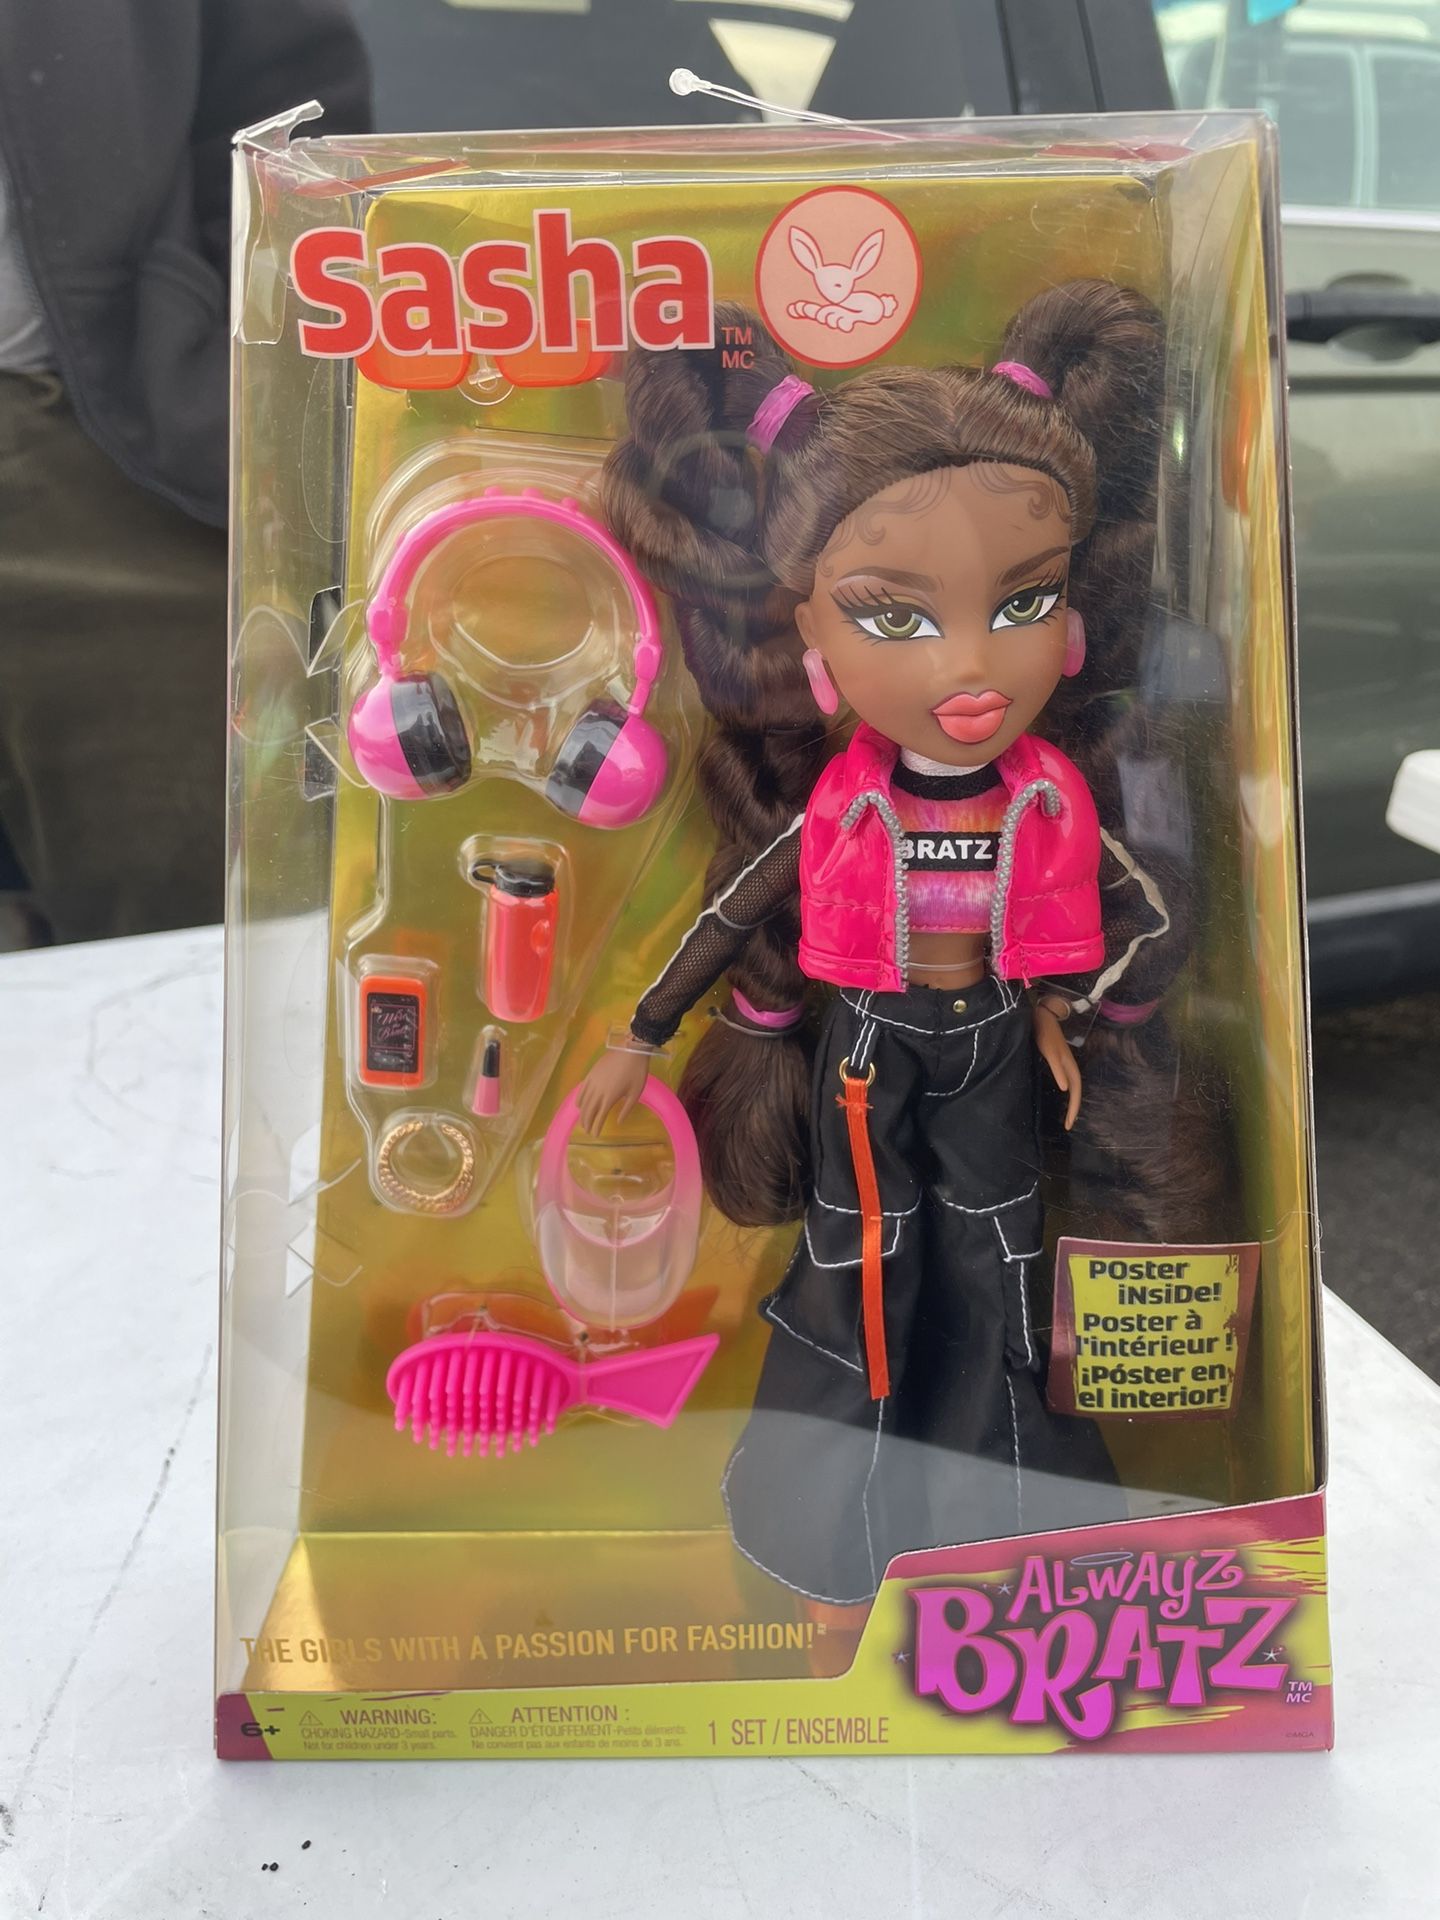 Sasha
TM
MC
BRATZ
POster
iNsiDe!
Poster à
l'intérieur !
¡Póster en
el interior!
ALWAYZ
BRATZ
TM
MC
THE GIRLS WITH A PASSION FOR FASHION!
6+
WARNING:
CHOKING HAZARD-Small parts.
Not for children under 3 years.
ATTENTION :
DANGER D'ÉTOUFFEMENT-Petits éléments.
Ne convient pas aux enfants de moins de 3 ans.
1 SET / ENSEMBLE
©MGA